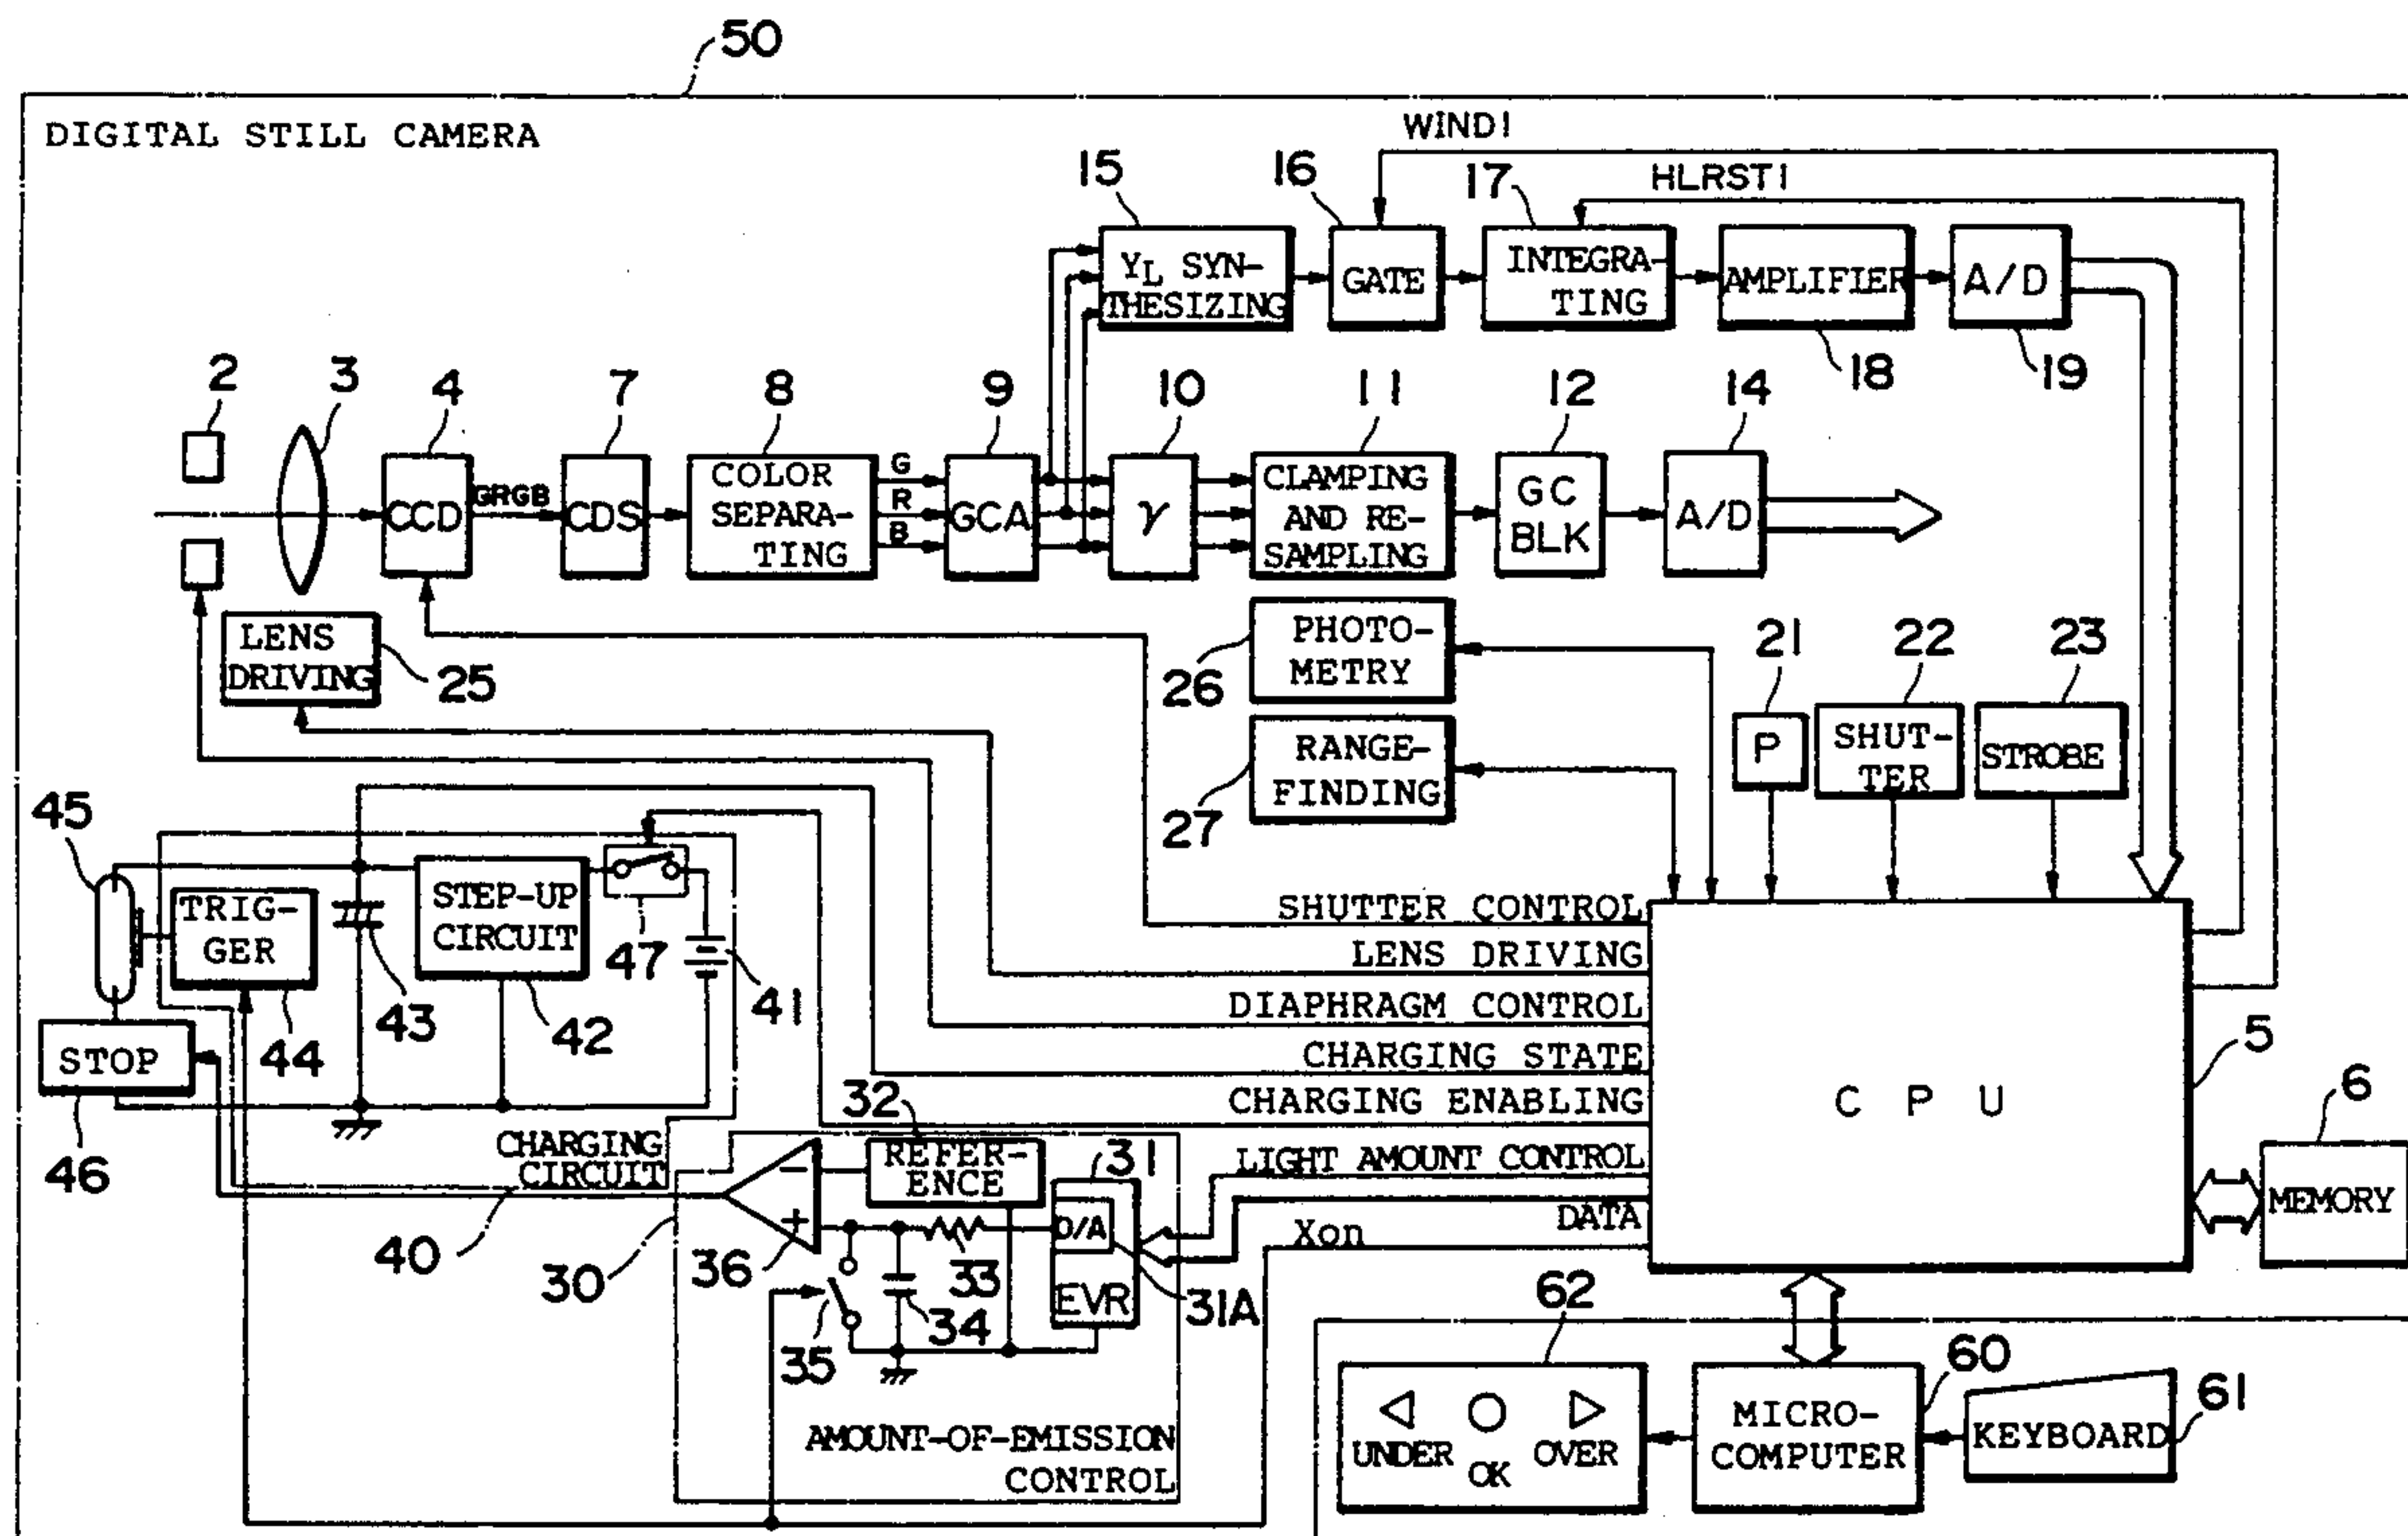 50
DIGITAL STILL CAMERA
WIND1
HLRST1
15
16
17
YL SYN-
THESIZING
GATE
INTEGRA-
TING
AMPLIFIER
A/D
18
19
2
3
4
7
8
9
10
11
12
14
CCD
GRGB
CDS
COLOR
SEPARA-
TING
G
R
B
GCA
γ
CLAMPING
AND RE-
SAMPLING
GC
BLK
A/D
LENS
DRIVING
25
PHOTO-
METRY
26
RANGE-
FINDING
27
21
22
23
P
SHUT-
TER
STROBE
45
TRIG-
GER
STEP-UP
CIRCUIT
47
41
43
42
44
STOP
46
CHARGING
CIRCUIT
40
SHUTTER CONTROL
LENS DRIVING
DIAPHRAGM CONTROL
CHARGING STATE
CHARGING ENABLING
LIGHT AMOUNT CONTROL
DATA
Xon
CPU
5
6
MEMORY
32
REFER-
ENCE
31
D/A
EVR
31A
−
+
36
30
33
34
35
AMOUNT-OF-EMISSION
CONTROL
62
UNDER
OK
OVER
60
MICRO-
COMPUTER
61
KEYBOARD